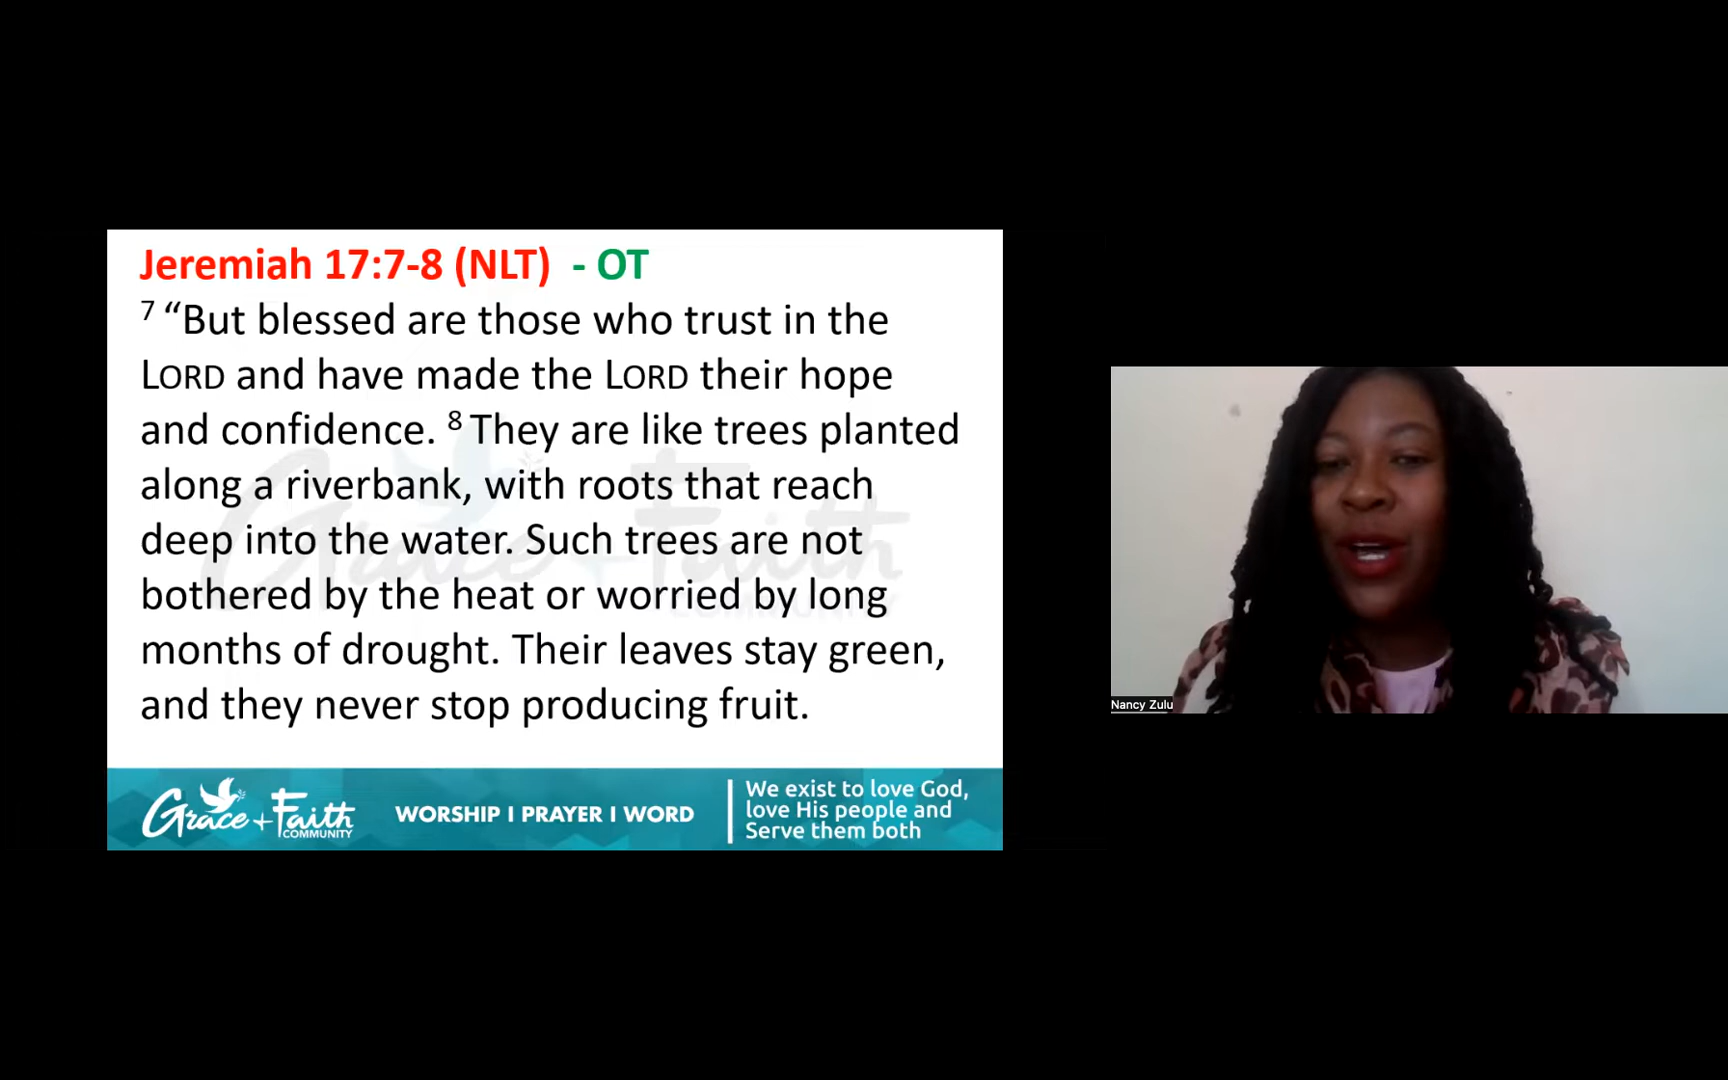 Jeremiah 17:7-8 (NLT) - OT
7 “But blessed are those who trust in the
LORD and have made the LORD their hope
and confidence. 8 They are like trees planted
along a riverbank, with roots that reach
deep into the water. Such trees are not
bothered by the heat or worried by long
months of drought. Their leaves stay green,
and they never stop producing fruit.
Grace + Faith
COMMUNITY
WORSHIP I PRAYER I WORD
We exist to love God,
love His people and
Serve them both
Nancy Zulu